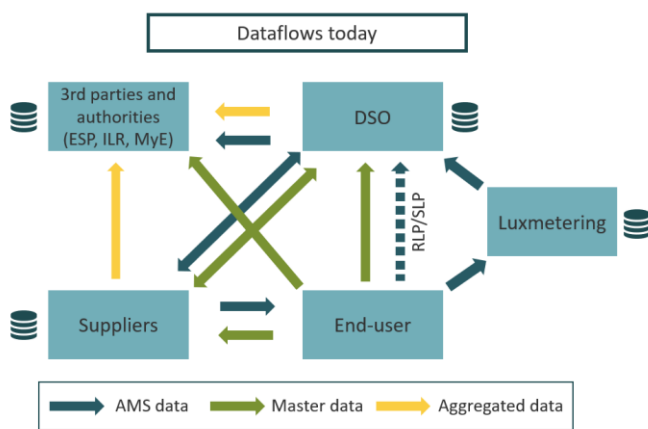 Dataflows today
3rd parties and
authorities
(ESP, ILR, MyE)
DSO
RLP/SLP
Luxmetering
Suppliers
End-user
AMS data
Master data
Aggregated data